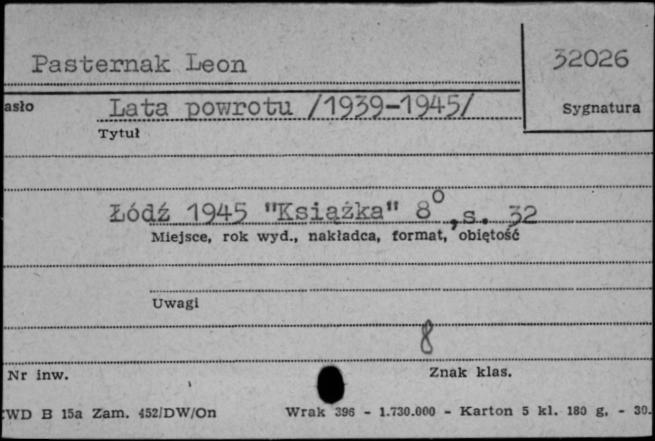 Pasternak Leon 32026
asło Lata powrotu /1939-1945/ Sygnatura
Tytuł
Łódź 1945 "Książka" 8⁰,s. 32
Miejsce, rok wyd., nakładca, format, objętość
Uwagi
8
Nr inw. Znak klas.
ZWD B 15a Zam. 452/DW/On Wrak 396 - 1.730.000 - Karton 5 kl. 180 g. - 30.